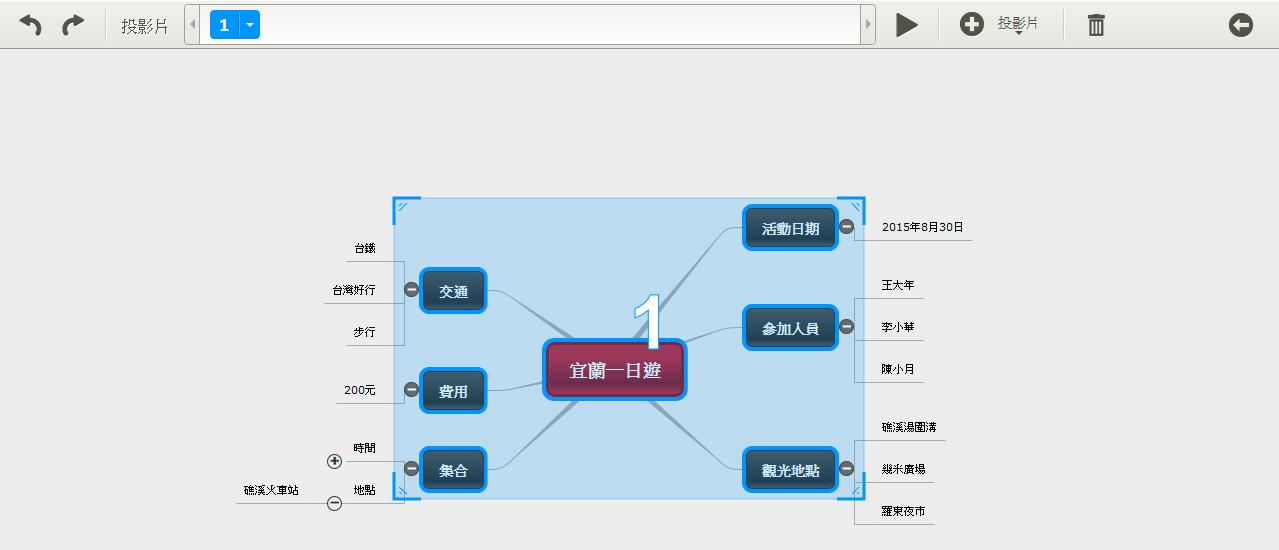 投影片
1
投影片
1
宜蘭一日遊
活動日期
2015年8月30日
參加人員
王大年
李小華
陳小月
觀光地點
礁溪湯圍溝
幾米廣場
羅東夜市
交通
台鐵
台灣好行
步行
費用
200元
集合
時間
地點
礁溪火車站